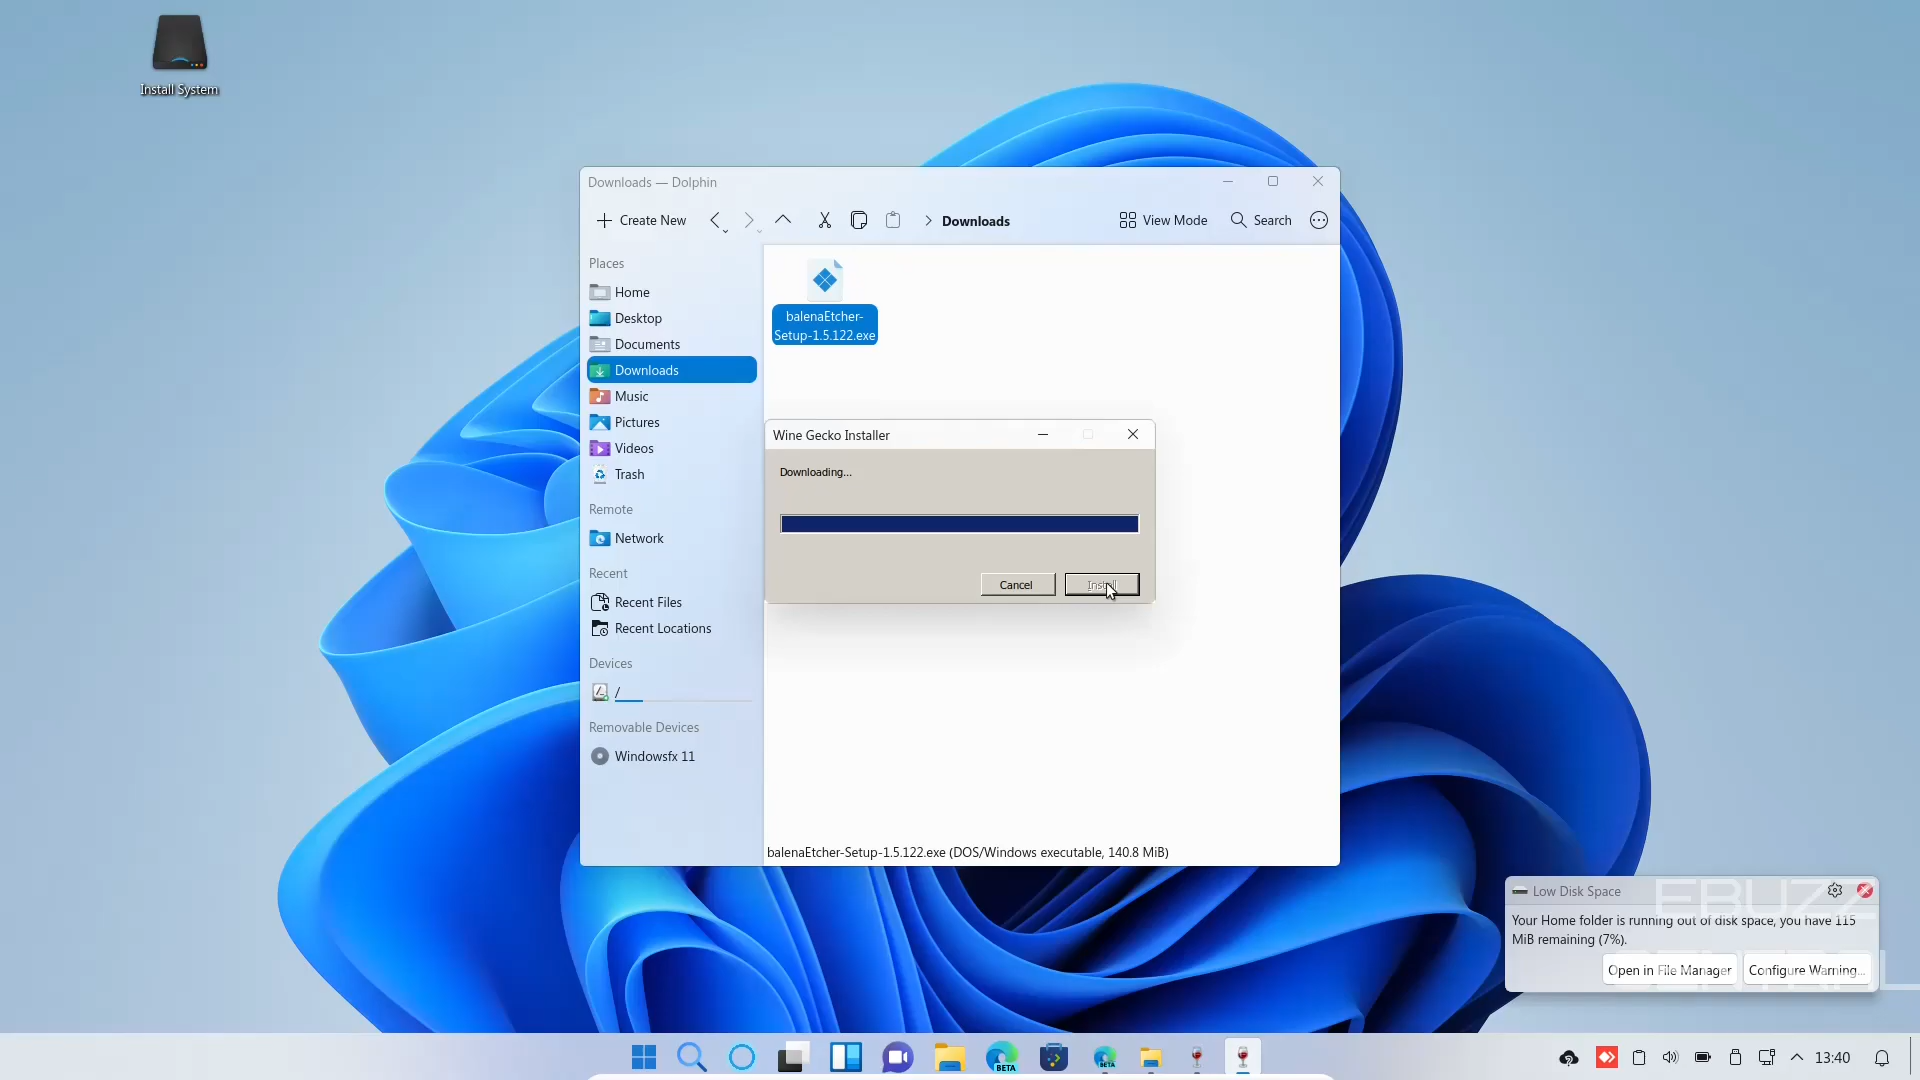 Install System
Downloads — Dolphin
Create New
Downloads
View Mode
Search
Places
Home
Desktop
Documents
Downloads
Music
Pictures
Videos
Trash
Remote
Network
Recent
Recent Files
Recent Locations
Devices
/
Removable Devices
Windowsfx 11
balenaEtcher-
Setup-1.5.122.exe
Wine Gecko Installer
Downloading...
Cancel
Install
balenaEtcher-Setup-1.5.122.exe (DOS/Windows executable, 140.8 MiB)
Low Disk Space
EBUZZ
Your Home folder is running out of disk space, you have 115
MiB remaining (7%).
Open in File Manager
Configure Warning...
CENTRAL
BETA
BETA
13:40